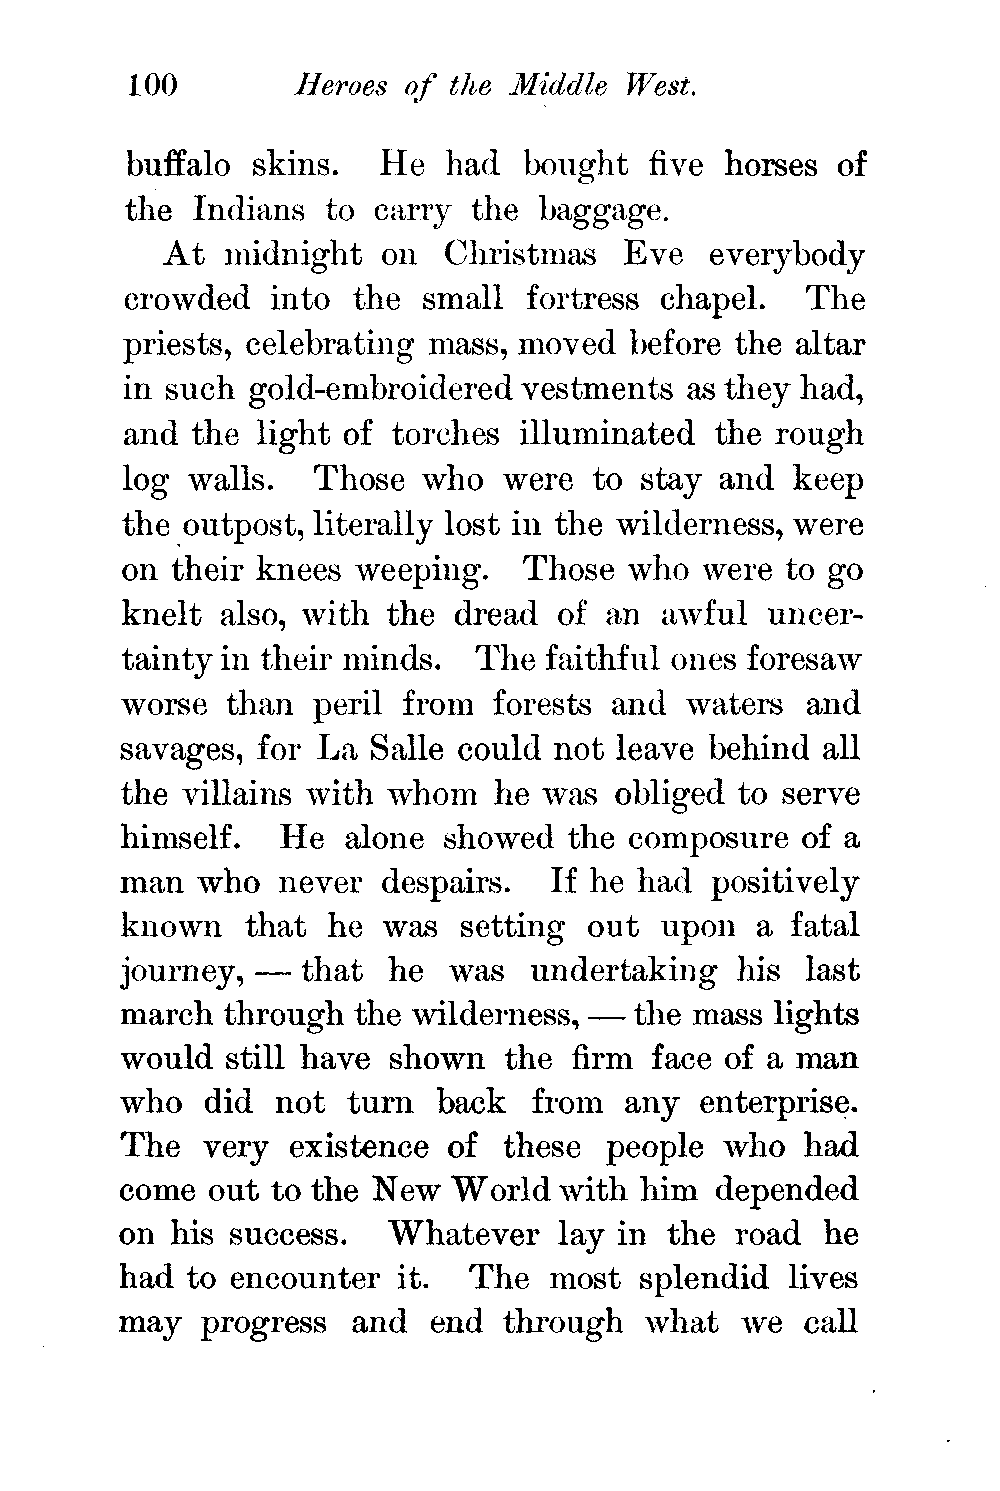 100 Heroes of the Middle West.
buffalo skins. He had bought five horses of
the Indians to carry the baggage.
At midnight on Christmas Eve everybody
crowded into the small fortress chapel. The
priests, celebrating mass, moved before the altar
in such gold-embroidered vestments as they had,
and the light of torches illuminated the rough
log walls. Those who were to stay and keep
the outpost, literally lost in the wilderness, were
on their knees weeping. Those who were to go
knelt also, with the dread of an awful uncer-
tainty in their minds. The faithful ones foresaw
worse than peril from forests and waters and
savages, for La Salle could not leave behind all
the villains with whom he was obliged to serve
himself. He alone showed the composure of a
man who never despairs. If he had positively
known that he was setting out upon a fatal
journey, — that he was undertaking his last
march through the wilderness, — the mass lights
would still have shown the firm face of a man
who did not turn back from any enterprise.
The very existence of these people who had
come out to the New World with him depended
on his success. Whatever lay in the road he
had to encounter it. The most splendid lives
may progress and end through what we call